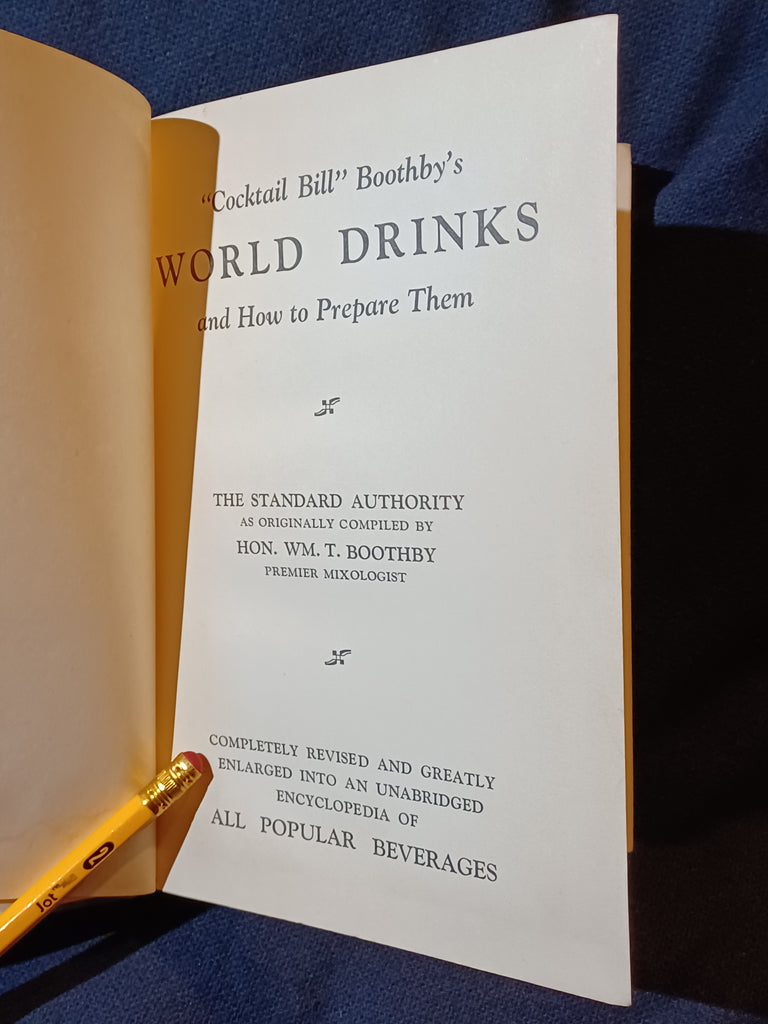 "Cocktail Bill" Boothby's
WORLD DRINKS
and How to Prepare Them
THE STANDARD AUTHORITY
AS ORIGINALLY COMPILED BY
HON. WM. T. BOOTHBY
PREMIER MIXOLOGIST
COMPLETELY REVISED AND GREATLY
ENLARGED INTO AN UNABRIDGED
ENCYCLOPEDIA OF
ALL POPULAR BEVERAGES
Jot 2